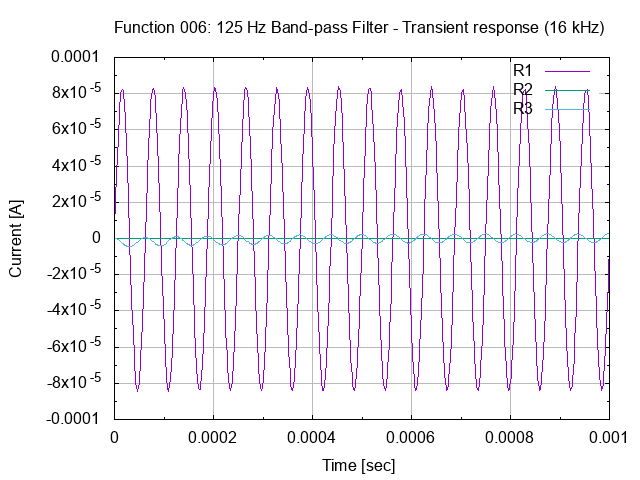 Function 006: 125 Hz Band-pass Filter - Transient response (16 kHz)
R1
R2
R3
0.0001
8x10^-5
6x10^-5
4x10^-5
2x10^-5
0
-2x10^-5
-4x10^-5
-6x10^-5
-8x10^-5
-0.0001
Current [A]
0 0.0002 0.0004 0.0006 0.0008 0.001
Time [sec]